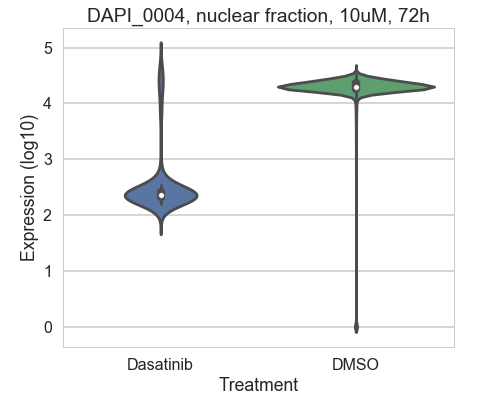 DAPI_0004, nuclear fraction, 10uM, 72h
5
4
3
2
1
0
Expression (log10)
Dasatinib DMSO
Treatment